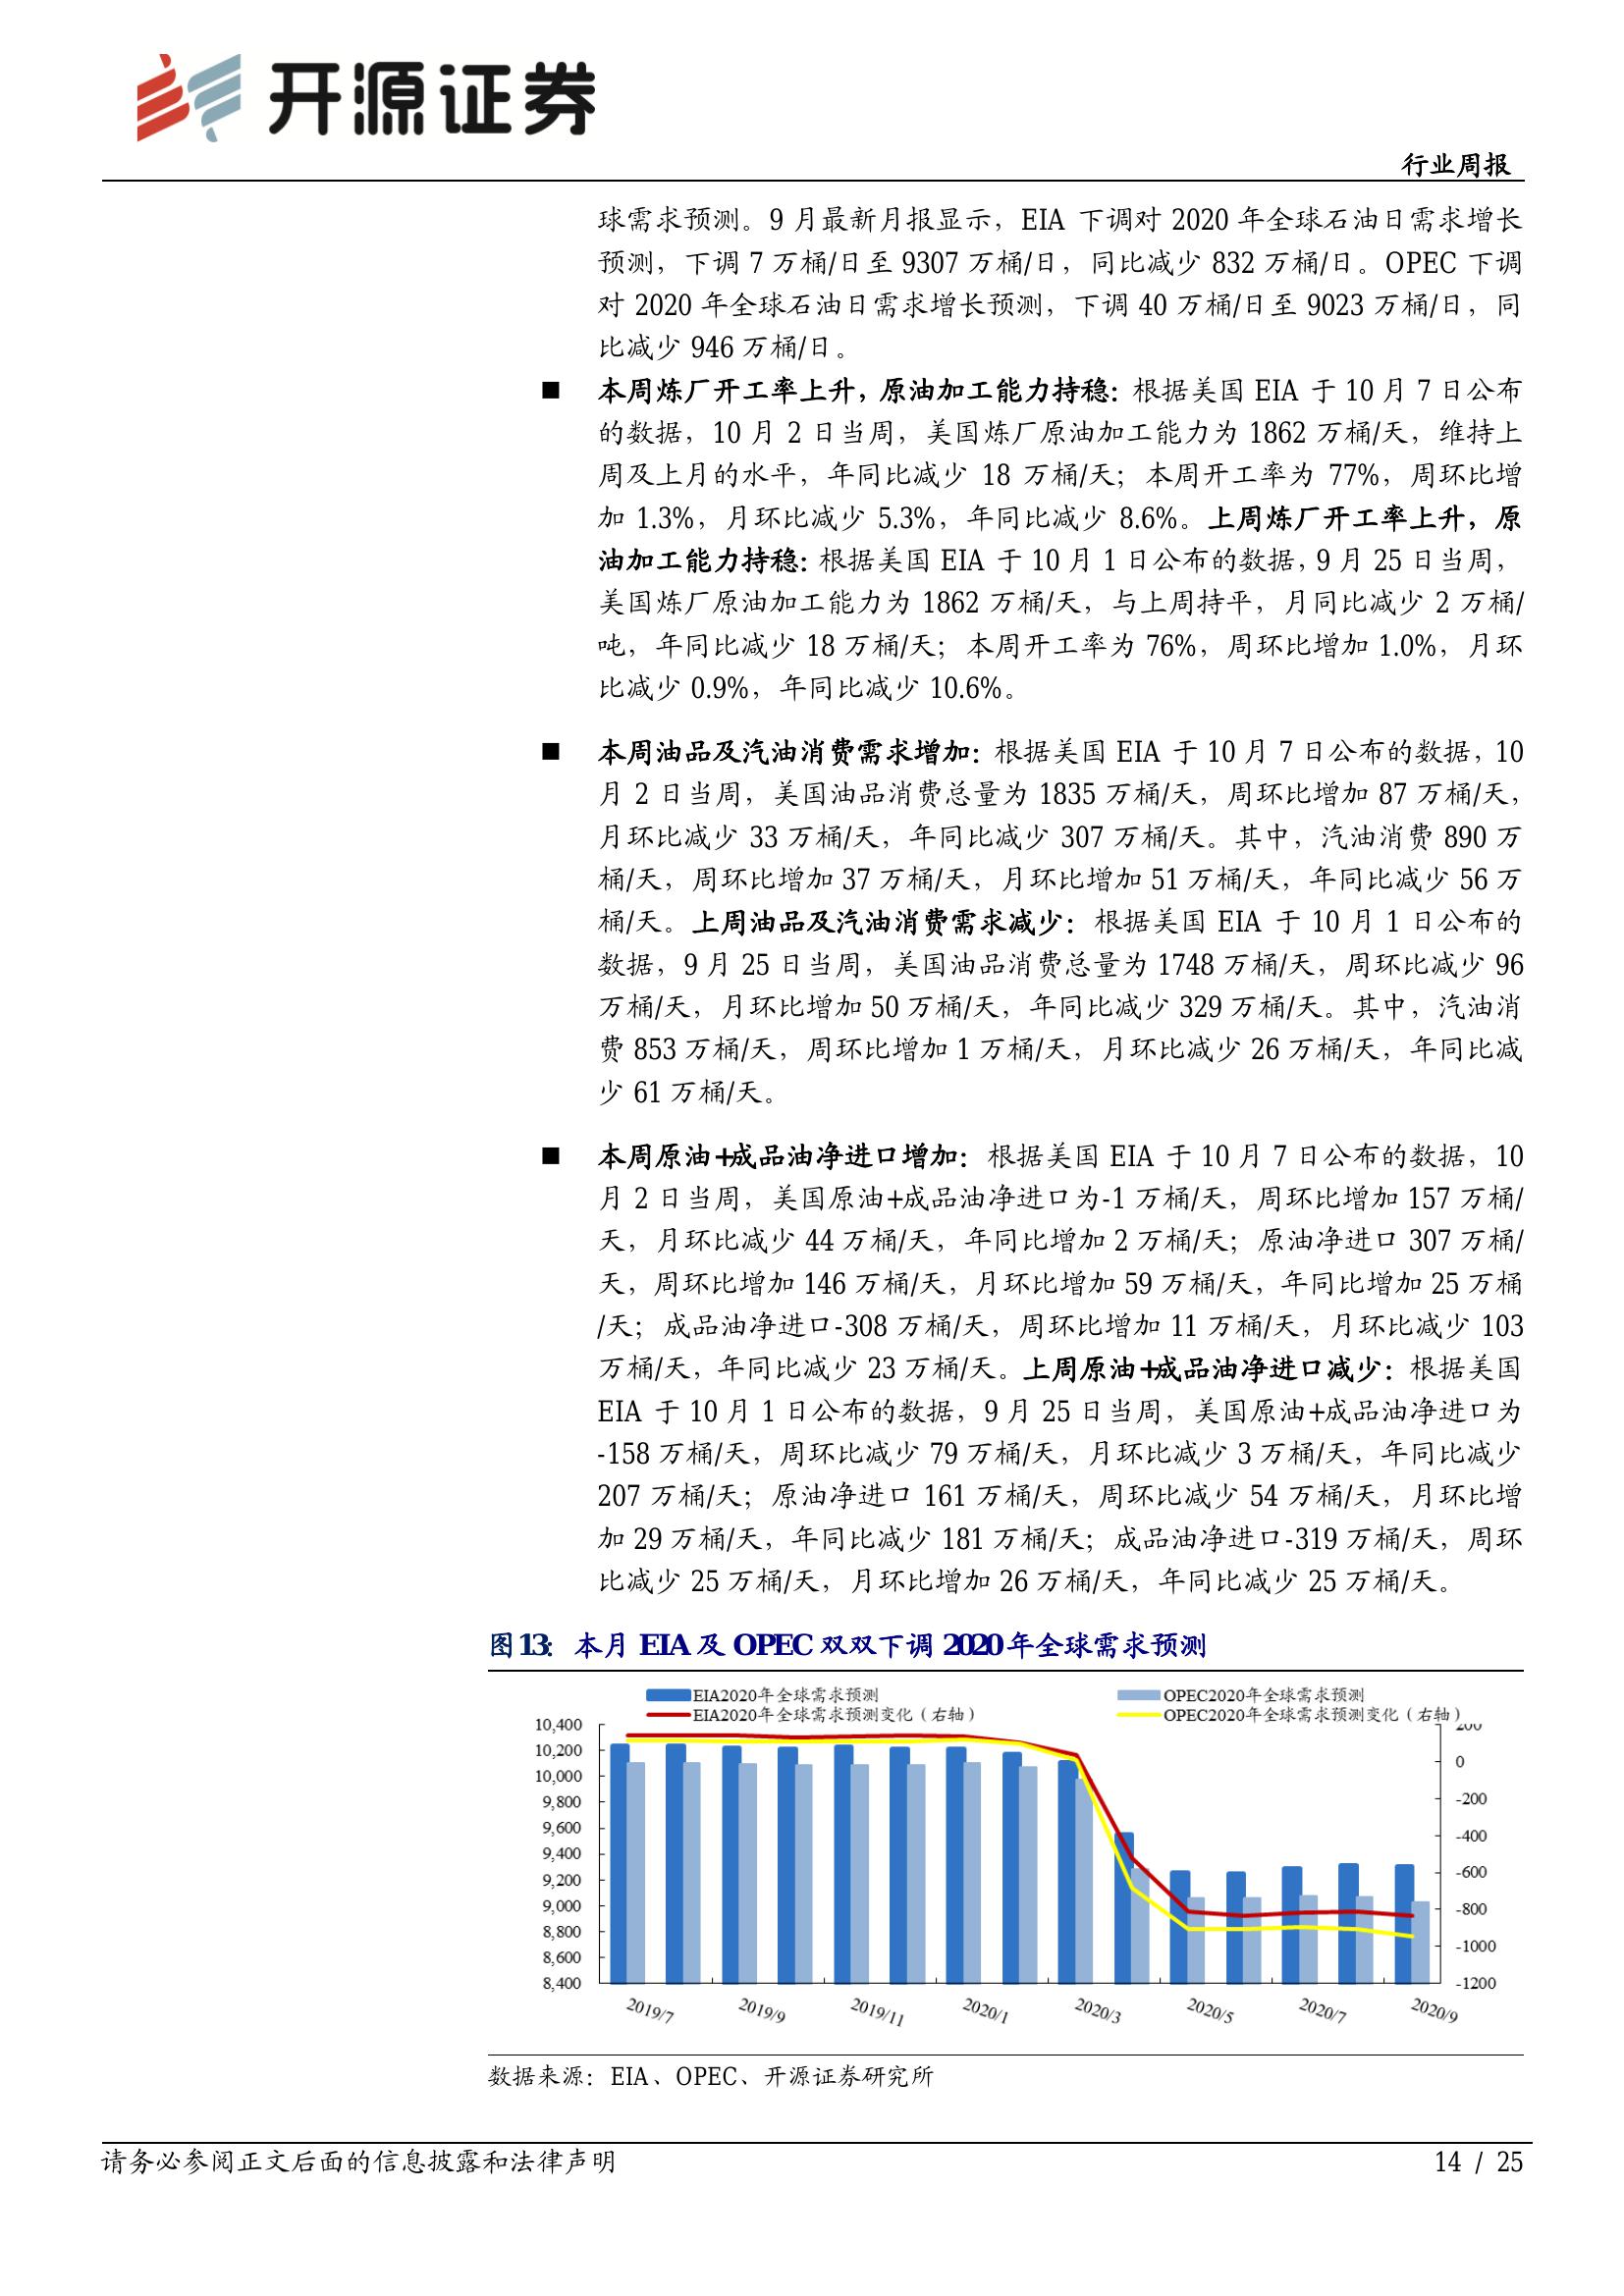 开源证券
行业周报
球需求预测。9 月最新月报显示，EIA 下调对 2020 年全球石油日需求增长
预测，下调 7 万桶/日至 9307 万桶/日，同比减少 832 万桶/日。OPEC 下调
对 2020 年全球石油日需求增长预测，下调 40 万桶/日至 9023 万桶/日，同
比减少 946 万桶/日。
■ 本周炼厂开工率上升，原油加工能力持稳：根据美国 EIA 于 10 月 7 日公布
的数据，10 月 2 日当周，美国炼厂原油加工能力为 1862 万桶/天，维持上
周及上月的水平，年同比减少 18 万桶/天；本周开工率为 77%，周环比增
加 1.3%，月环比减少 5.3%，年同比减少 8.6%。上周炼厂开工率上升，原
油加工能力持稳：根据美国 EIA 于 10 月 1 日公布的数据，9 月 25 日当周，
美国炼厂原油加工能力为 1862 万桶/天，与上周持平，月同比减少 2 万桶/
吨，年同比减少 18 万桶/天；本周开工率为 76%，周环比增加 1.0%，月环
比减少 0.9%，年同比减少 10.6%。
■ 本周油品及汽油消费需求增加：根据美国 EIA 于 10 月 7 日公布的数据，10
月 2 日当周，美国油品消费总量为 1835 万桶/天，周环比增加 87 万桶/天，
月环比减少 33 万桶/天，年同比减少 307 万桶/天。其中，汽油消费 890 万
桶/天，周环比增加 37 万桶/天，月环比增加 51 万桶/天，年同比减少 56 万
桶/天。上周油品及汽油消费需求减少：根据美国 EIA 于 10 月 1 日公布的
数据，9 月 25 日当周，美国油品消费总量为 1748 万桶/天，周环比减少 96
万桶/天，月环比增加 50 万桶/天，年同比减少 329 万桶/天。其中，汽油消
费 853 万桶/天，周环比增加 1 万桶/天，月环比减少 26 万桶/天，年同比减
少 61 万桶/天。
■ 本周原油+成品油净进口增加：根据美国 EIA 于 10 月 7 日公布的数据，10
月 2 日当周，美国原油+成品油净进口为-1 万桶/天，周环比增加 157 万桶/
天，月环比减少 44 万桶/天，年同比增加 2 万桶/天；原油净进口 307 万桶/
天，周环比增加 146 万桶/天，月环比增加 59 万桶/天，年同比增加 25 万桶
/天；成品油净进口-308 万桶/天，周环比增加 11 万桶/天，月环比减少 103
万桶/天，年同比减少 23 万桶/天。上周原油+成品油净进口减少：根据美国
EIA 于 10 月 1 日公布的数据，9 月 25 日当周，美国原油+成品油净进口为
-158 万桶/天，周环比减少 79 万桶/天，月环比减少 3 万桶/天，年同比减少
207 万桶/天；原油净进口 161 万桶/天，周环比减少 54 万桶/天，月环比增
加 29 万桶/天，年同比减少 181 万桶/天；成品油净进口-319 万桶/天，周环
比减少 25 万桶/天，月环比增加 26 万桶/天，年同比减少 25 万桶/天。
图13：本月 EIA 及 OPEC 双双下调 2020 年全球需求预测
EIA2020年全球需求预测 OPEC2020年全球需求预测
EIA2020年全球需求预测变化（右轴） OPEC2020年全球需求预测变化（右轴）
10,400 200
10,200 0
10,000
9,800 -200
9,600 -400
9,400
9,200 -600
9,000 -800
8,800
8,600 -1000
8,400 -1200
2019/7 2019/9 2019/11 2020/1 2020/3 2020/5 2020/7 2020/9
数据来源：EIA、OPEC、开源证券研究所
请务必参阅正文后面的信息披露和法律声明 14 / 25